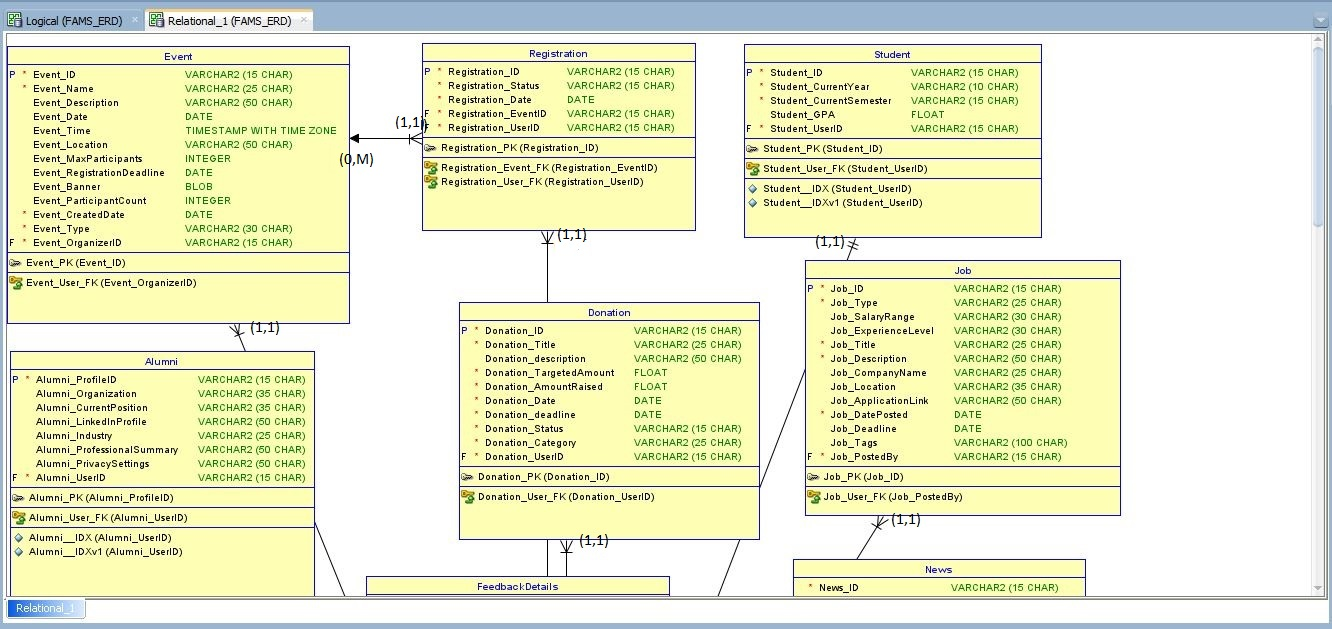 Logical (FAMS_ERD)
Relational_1 (FAMS_ERD)
Event
P * Event_ID VARCHAR2 (15 CHAR)
* Event_Name VARCHAR2 (25 CHAR)
Event_Description VARCHAR2 (50 CHAR)
Event_Date DATE
Event_Time TIMESTAMP WITH TIME ZONE
Event_Location VARCHAR2 (50 CHAR)
Event_MaxParticipants INTEGER
Event_RegistrationDeadline DATE
Event_Banner BLOB
Event_ParticipantCount INTEGER
* Event_CreatedDate DATE
* Event_Type VARCHAR2 (30 CHAR)
F * Event_OrganizerID VARCHAR2 (15 CHAR)
Event_PK (Event_ID)
Event_User_FK (Event_OrganizerID)
(1,1)
(0,M)
Registration
P * Registration_ID VARCHAR2 (15 CHAR)
* Registration_Status VARCHAR2 (15 CHAR)
* Registration_Date DATE
F * Registration_EventID VARCHAR2 (15 CHAR)
F * Registration_UserID VARCHAR2 (15 CHAR)
Registration_PK (Registration_ID)
Registration_Event_FK (Registration_EventID)
Registration_User_FK (Registration_UserID)
(1,1)
Student
P * Student_ID VARCHAR2 (15 CHAR)
* Student_CurrentYear VARCHAR2 (10 CHAR)
* Student_CurrentSemester VARCHAR2 (15 CHAR)
Student_GPA FLOAT
F * Student_UserID VARCHAR2 (15 CHAR)
Student_PK (Student_ID)
Student_User_FK (Student_UserID)
Student__IDX (Student_UserID)
Student__IDXv1 (Student_UserID)
(1,1)
(1,1)
Alumni
P * Alumni_ProfileID VARCHAR2 (15 CHAR)
Alumni_Organization VARCHAR2 (35 CHAR)
Alumni_CurrentPosition VARCHAR2 (35 CHAR)
Alumni_LinkedInProfile VARCHAR2 (50 CHAR)
Alumni_Industry VARCHAR2 (25 CHAR)
Alumni_ProfessionalSummary VARCHAR2 (50 CHAR)
Alumni_PrivacySettings VARCHAR2 (50 CHAR)
F * Alumni_UserID VARCHAR2 (15 CHAR)
Alumni_PK (Alumni_ProfileID)
Alumni_User_FK (Alumni_UserID)
Alumni__IDX (Alumni_UserID)
Alumni__IDXv1 (Alumni_UserID)
Donation
P * Donation_ID VARCHAR2 (15 CHAR)
* Donation_Title VARCHAR2 (25 CHAR)
Donation_description VARCHAR2 (50 CHAR)
* Donation_TargetedAmount FLOAT
* Donation_AmountRaised FLOAT
* Donation_Date DATE
* Donation_deadline DATE
* Donation_Status VARCHAR2 (15 CHAR)
* Donation_Category VARCHAR2 (25 CHAR)
F * Donation_UserID VARCHAR2 (15 CHAR)
Donation_PK (Donation_ID)
Donation_User_FK (Donation_UserID)
(1,1)
FeedbackDetails
Job
P * Job_ID VARCHAR2 (15 CHAR)
* Job_Type VARCHAR2 (25 CHAR)
Job_SalaryRange VARCHAR2 (30 CHAR)
Job_ExperienceLevel VARCHAR2 (30 CHAR)
* Job_Title VARCHAR2 (25 CHAR)
* Job_Description VARCHAR2 (50 CHAR)
Job_CompanyName VARCHAR2 (25 CHAR)
Job_Location VARCHAR2 (35 CHAR)
Job_ApplicationLink VARCHAR2 (50 CHAR)
* Job_DatePosted DATE
Job_Deadline DATE
Job_Tags VARCHAR2 (100 CHAR)
F * Job_PostedBy VARCHAR2 (15 CHAR)
Job_PK (Job_ID)
Job_User_FK (Job_PostedBy)
(1,1)
News
* News_ID VARCHAR2 (15 CHAR)
Relational_1